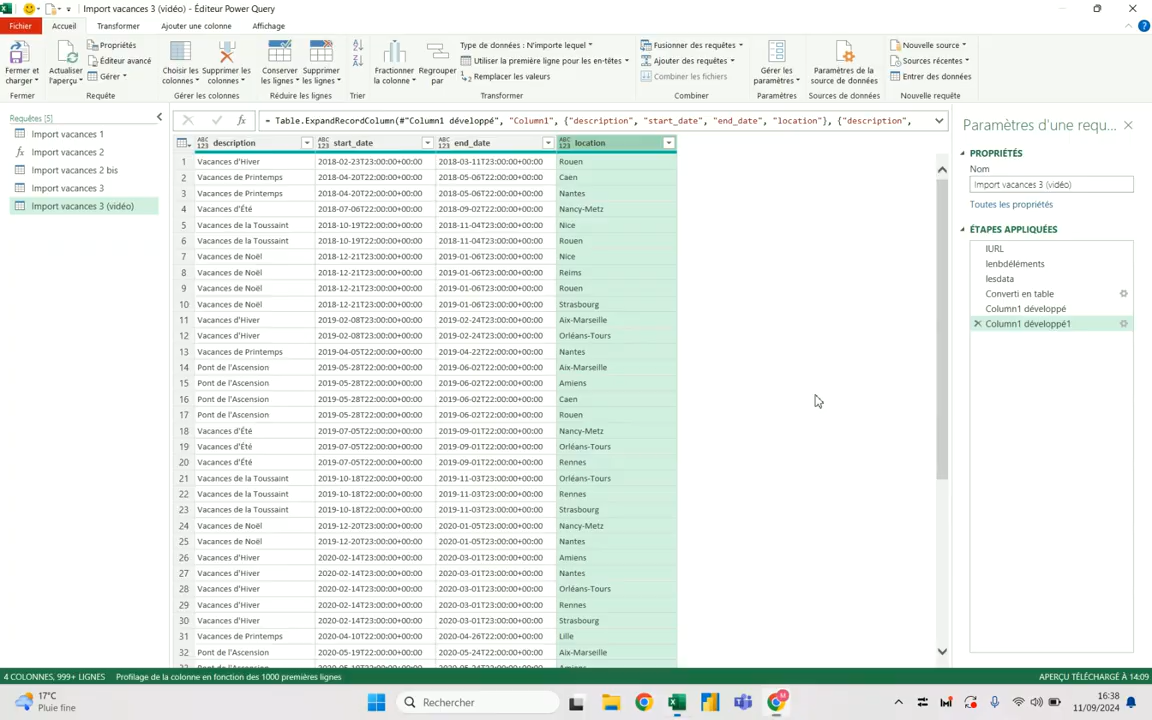 Import vacances 3 (vidéo) - Éditeur Power Query
Fichier
Accueil
Transformer
Ajouter une colonne
Affichage
Fermer et charger
Fermer
Actualiser l'aperçu
Propriétés
Éditeur avancé
Gérer
Requête
Choisir les colonnes
Supprimer les colonnes
Gérer les colonnes
Conserver les lignes
Supprimer les lignes
Réduire les lignes
Trier
Fractionner la colonne
Regrouper par
Type de données : N'importe lequel
Utiliser la première ligne pour les en-têtes
Remplacer les valeurs
Transformer
Fusionner des requêtes
Ajouter des requêtes
Combiner les fichiers
Combiner
Gérer les paramètres
Paramètres
Paramètres de la source de données
Sources de données
Nouvelle source
Sources récentes
Entrer des données
Nouvelle requête
Requêtes [5]
Import vacances 1
Import vacances 2
Import vacances 2 bis
Import vacances 3
Import vacances 3 (vidéo)
fx = Table.ExpandRecordColumn(#"Column1 développé", "Column1", {"description", "start_date", "end_date", "location"}, {"description",
ABC 123 description ABC 123 start_date ABC 123 end_date ABC 123 location
1 Vacances d'Hiver 2018-02-23T23:00:00+00:00 2018-03-11T23:00:00+00:00 Rouen
2 Vacances de Printemps 2018-04-20T22:00:00+00:00 2018-05-06T22:00:00+00:00 Caen
3 Vacances de Printemps 2018-04-20T22:00:00+00:00 2018-05-06T22:00:00+00:00 Nantes
4 Vacances d'Été 2018-07-06T22:00:00+00:00 2018-09-02T22:00:00+00:00 Nancy-Metz
5 Vacances de la Toussaint 2018-10-19T22:00:00+00:00 2018-11-04T23:00:00+00:00 Nice
6 Vacances de la Toussaint 2018-10-19T22:00:00+00:00 2018-11-04T23:00:00+00:00 Rouen
7 Vacances de Noël 2018-12-21T23:00:00+00:00 2019-01-06T23:00:00+00:00 Nice
8 Vacances de Noël 2018-12-21T23:00:00+00:00 2019-01-06T23:00:00+00:00 Reims
9 Vacances de Noël 2018-12-21T23:00:00+00:00 2019-01-06T23:00:00+00:00 Rouen
10 Vacances de Noël 2018-12-21T23:00:00+00:00 2019-01-06T23:00:00+00:00 Strasbourg
11 Vacances d'Hiver 2019-02-08T23:00:00+00:00 2019-02-24T23:00:00+00:00 Aix-Marseille
12 Vacances d'Hiver 2019-02-08T23:00:00+00:00 2019-02-24T23:00:00+00:00 Orléans-Tours
13 Vacances de Printemps 2019-04-05T22:00:00+00:00 2019-04-22T22:00:00+00:00 Nantes
14 Pont de l'Ascension 2019-05-28T22:00:00+00:00 2019-06-02T22:00:00+00:00 Aix-Marseille
15 Pont de l'Ascension 2019-05-28T22:00:00+00:00 2019-06-02T22:00:00+00:00 Amiens
16 Pont de l'Ascension 2019-05-28T22:00:00+00:00 2019-06-02T22:00:00+00:00 Caen
17 Pont de l'Ascension 2019-05-28T22:00:00+00:00 2019-06-02T22:00:00+00:00 Rouen
18 Vacances d'Été 2019-07-05T22:00:00+00:00 2019-09-01T22:00:00+00:00 Nancy-Metz
19 Vacances d'Été 2019-07-05T22:00:00+00:00 2019-09-01T22:00:00+00:00 Orléans-Tours
20 Vacances d'Été 2019-07-05T22:00:00+00:00 2019-09-01T22:00:00+00:00 Rennes
21 Vacances de la Toussaint 2019-10-18T22:00:00+00:00 2019-11-03T23:00:00+00:00 Orléans-Tours
22 Vacances de la Toussaint 2019-10-18T22:00:00+00:00 2019-11-03T23:00:00+00:00 Rennes
23 Vacances de la Toussaint 2019-10-18T22:00:00+00:00 2019-11-03T23:00:00+00:00 Strasbourg
24 Vacances de Noël 2019-12-20T23:00:00+00:00 2020-01-05T23:00:00+00:00 Nancy-Metz
25 Vacances de Noël 2019-12-20T23:00:00+00:00 2020-01-05T23:00:00+00:00 Nantes
26 Vacances d'Hiver 2020-02-14T23:00:00+00:00 2020-03-01T23:00:00+00:00 Amiens
27 Vacances d'Hiver 2020-02-14T23:00:00+00:00 2020-03-01T23:00:00+00:00 Nantes
28 Vacances d'Hiver 2020-02-14T23:00:00+00:00 2020-03-01T23:00:00+00:00 Orléans-Tours
29 Vacances d'Hiver 2020-02-14T23:00:00+00:00 2020-03-01T23:00:00+00:00 Rennes
30 Vacances d'Hiver 2020-02-14T23:00:00+00:00 2020-03-01T23:00:00+00:00 Strasbourg
31 Vacances de Printemps 2020-04-10T22:00:00+00:00 2020-04-26T22:00:00+00:00 Lille
32 Pont de l'Ascension 2020-05-19T22:00:00+00:00 2020-05-24T22:00:00+00:00 Aix-Marseille
Paramètres d'une requ...
PROPRIÉTÉS
Nom
Import vacances 3 (vidéo)
Toutes les propriétés
ÉTAPES APPLIQUÉES
lURL
lenbdéléments
lesdata
Converti en table
Column1 développé
Column1 développé1
4 COLONNES, 999+ LIGNES Profilage de la colonne en fonction des 1000 premières lignes
APERÇU TÉLÉCHARGÉ À 14:09
17°C
Pluie fine
Rechercher
16:38
11/09/2024